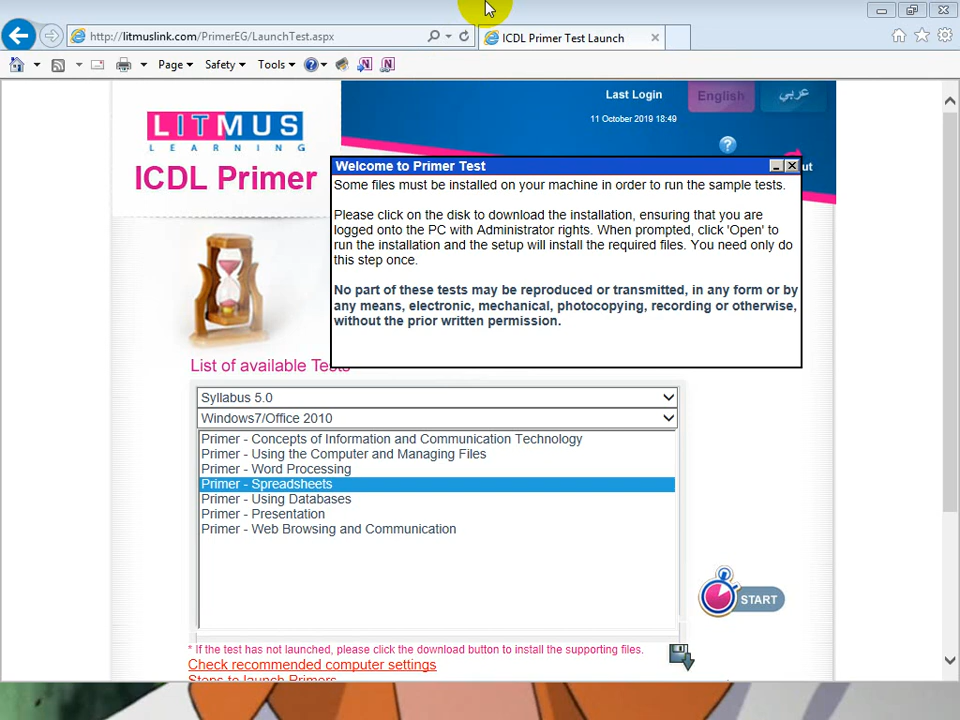 http://litmuslink.com/PrimerEG/LaunchTest.aspx
ICDL Primer Test Launch
Page
Safety
Tools
LITMUS
LEARNING
ICDL Primer
Last Login
11 October 2019 18:49
English
عربي
Welcome to Primer Test
Some files must be installed on your machine in order to run the sample tests.
Please click on the disk to download the installation, ensuring that you are
logged onto the PC with Administrator rights. When prompted, click 'Open' to
run the installation and the setup will install the required files. You need only do
this step once.
No part of these tests may be reproduced or transmitted, in any form or by
any means, electronic, mechanical, photocopying, recording or otherwise,
without the prior written permission.
List of available Tests
Syllabus 5.0
Windows7/Office 2010
Primer - Concepts of Information and Communication Technology
Primer - Using the Computer and Managing Files
Primer - Word Processing
Primer - Spreadsheets
Primer - Using Databases
Primer - Presentation
Primer - Web Browsing and Communication
START
* If the test has not launched, please click the download button to install the supporting files.
Check recommended computer settings
Steps to launch Primers